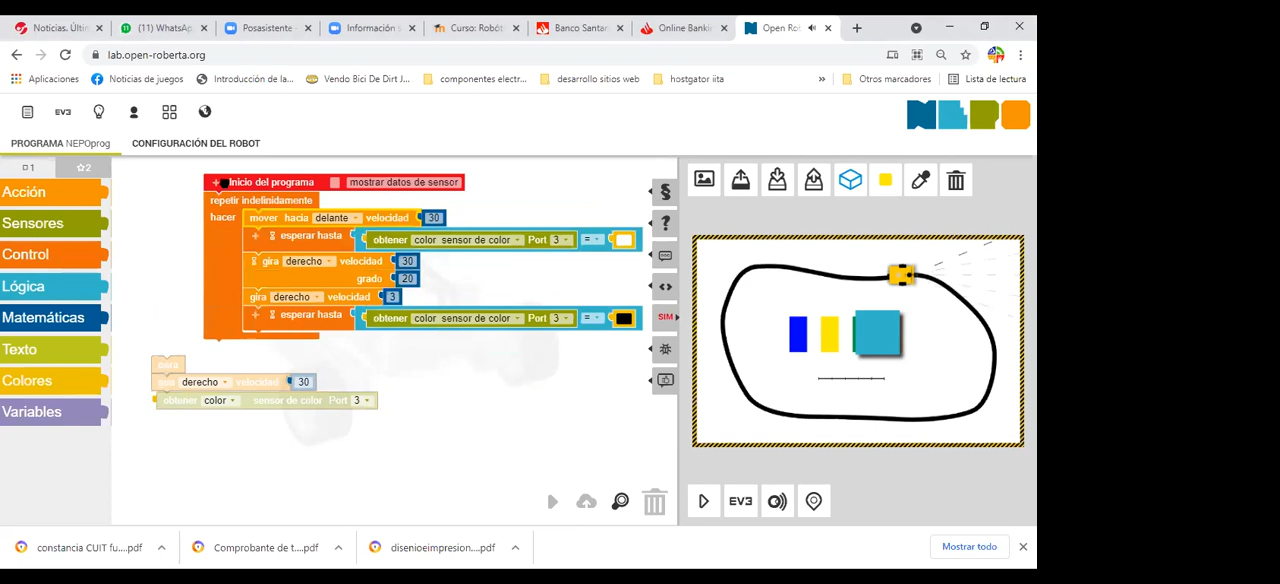 Noticias. Últim
(11) WhatsAp
Posasistente
Información s
Curso: Robót
Banco Santan
Online Bankin
Open Rob
lab.open-roberta.org
Aplicaciones
Noticias de juegos
Introducción de la...
Vendo Bici De Dirt J...
componentes electr...
desarrollo sitios web
hostgator iita
»
Otros marcadores
Lista de lectura
EV3
PROGRAMA NEPOprog
CONFIGURACIÓN DEL ROBOT
1
2
Acción
Sensores
Control
Lógica
Matemáticas
Texto
Colores
Variables
Inicio del programa mostrar datos de sensor
repetir indefinidamente
hacer mover hacia delante velocidad 30
esperar hasta obtener color sensor de color Port 3 =
gira derecho velocidad 30
grado 20
gira derecho velocidad 3
esperar hasta obtener color sensor de color Port 3 =
para
gira derecho velocidad 30
obtener color sensor de color Port 3
§
?
<>
SIM
EV3
constancia CUIT fu....pdf
Comprobante de t....pdf
disenioeimpresion....pdf
Mostrar todo